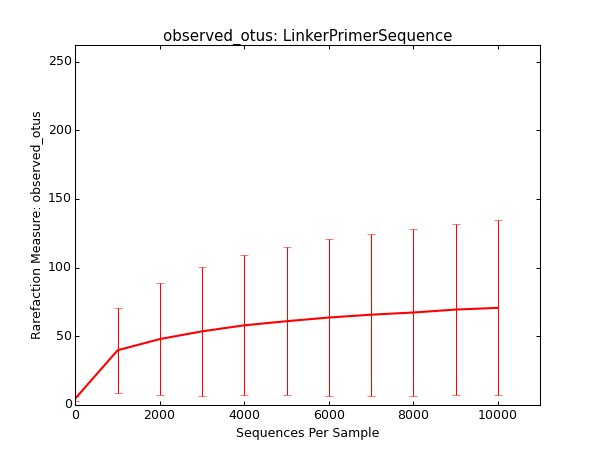 observed_otus: LinkerPrimerSequence
Rarefaction Measure: observed_otus
250
200
150
100
50
0
0 2000 4000 6000 8000 10000
Sequences Per Sample